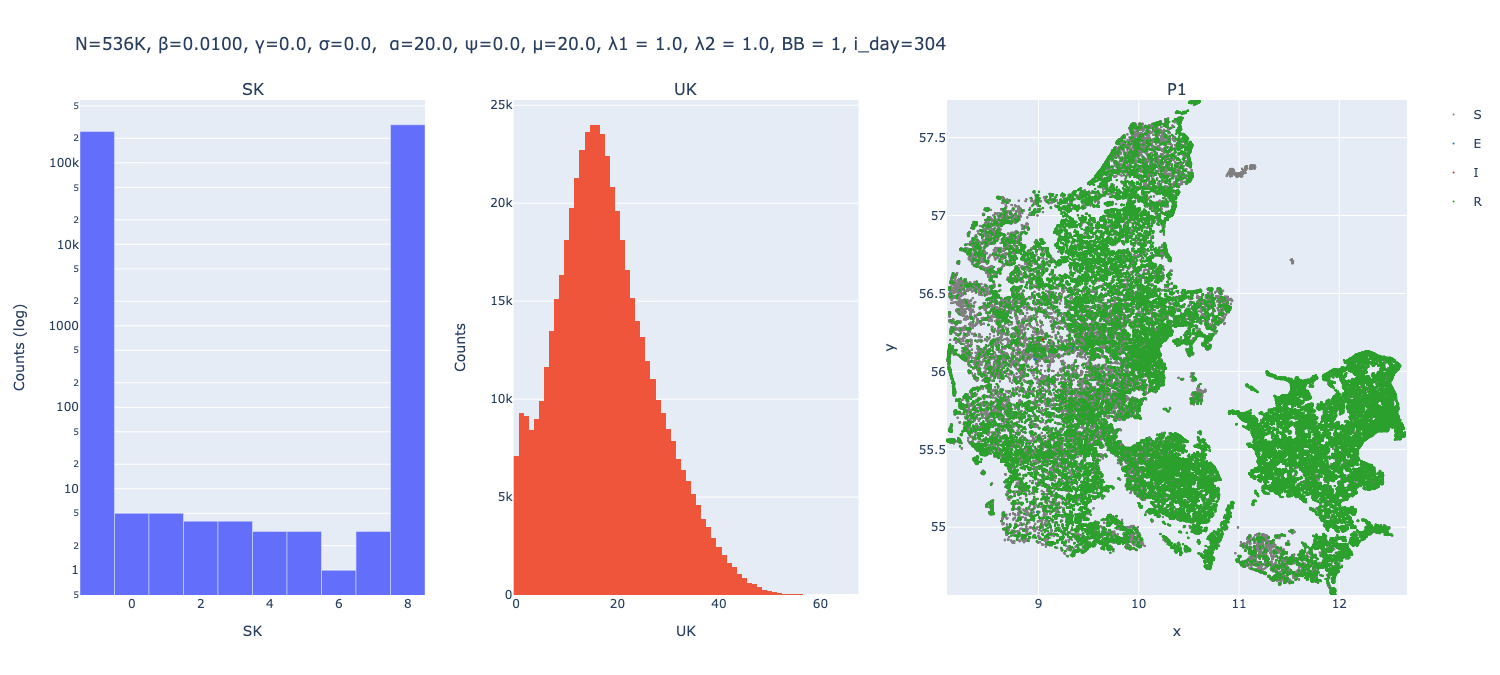 N=536K, β=0.0100, γ=0.0, σ=0.0,  α=20.0, ψ=0.0, μ=20.0, λ1 = 1.0, λ2 = 1.0, BB = 1, i_day=304
SK
UK
P1
5
2
100k
5
2
10k
5
2
1000
5
2
100
5
2
10
5
2
1
5
0
2
4
6
8
SK
Counts (log)
25k
20k
15k
10k
5k
0
0
20
40
60
UK
Counts
57.5
57
56.5
56
55.5
55
9
10
11
12
x
y
S
E
I
R